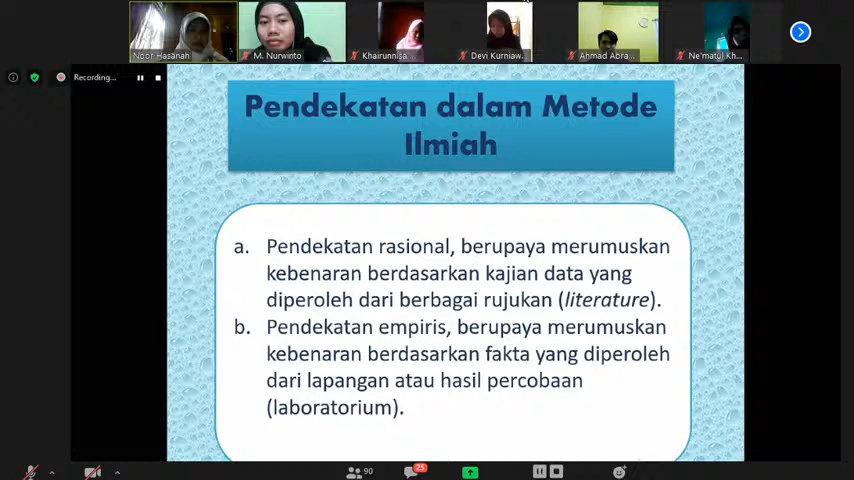 Noor Hasanah
M. Nurwinto
Khairunnisa...
Devi Kurniaw...
Ahmad Abra...
Ne'matul Kh...
Recording...
Pendekatan dalam Metode
Ilmiah
a. Pendekatan rasional, berupaya merumuskan
kebenaran berdasarkan kajian data yang
diperoleh dari berbagai rujukan (literature).
b. Pendekatan empiris, berupaya merumuskan
kebenaran berdasarkan fakta yang diperoleh
dari lapangan atau hasil percobaan
(laboratorium).
90
25